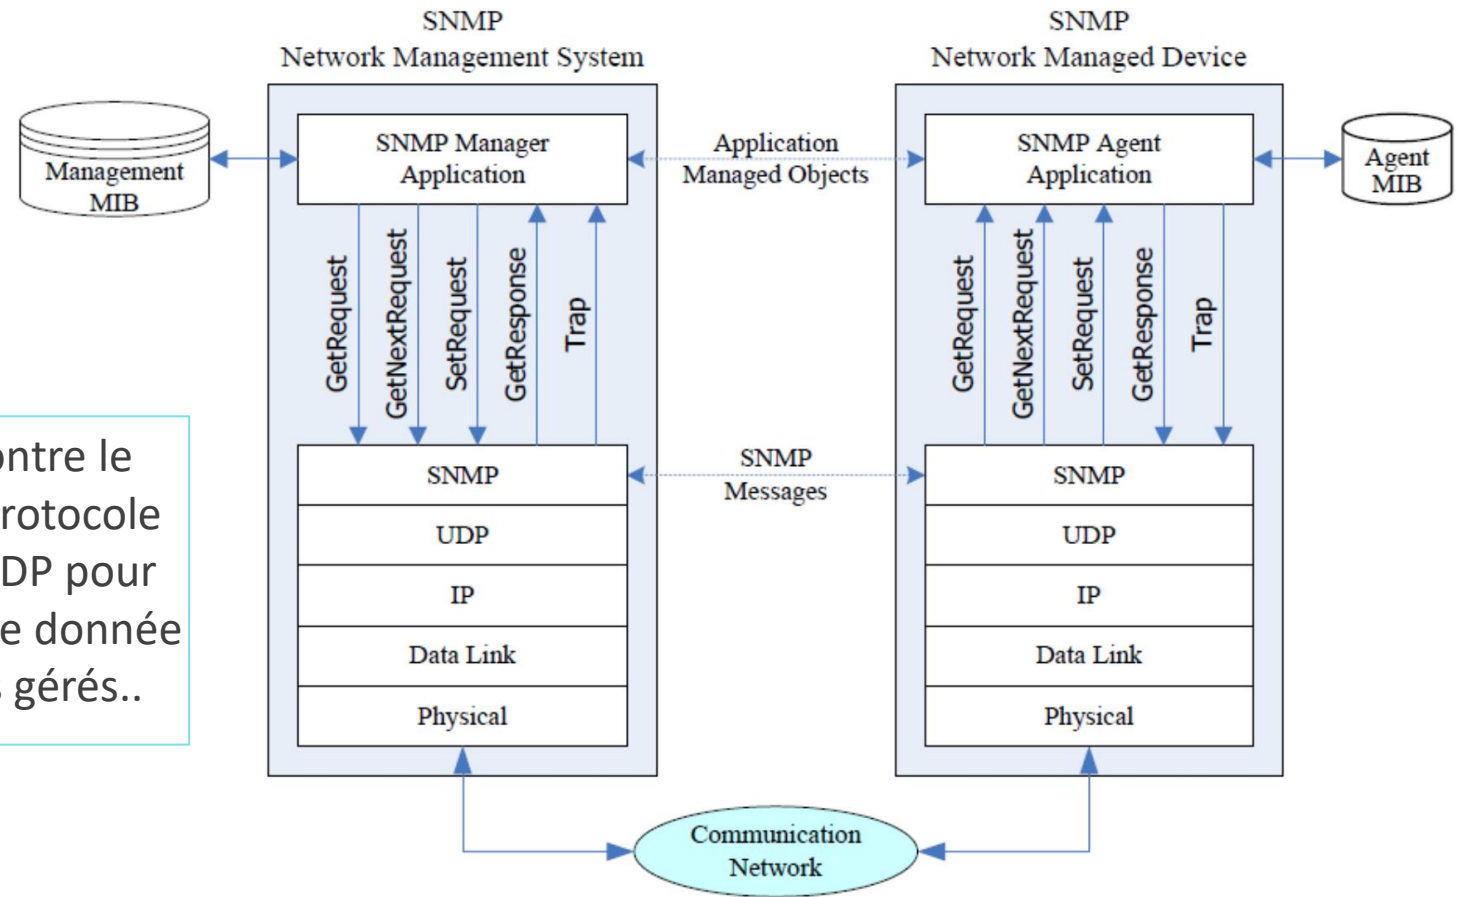 SNMP
Network Management System
SNMP
Network Managed Device
Management
MIB
SNMP Manager
Application
Application
Managed Objects
SNMP Agent
Application
Agent
MIB
GetRequest
GetNextRequest
SetRequest
GetResponse
Trap
GetRequest
GetNextRequest
SetRequest
GetResponse
Trap
ontre le
rotocole
DP pour
e donnée
s gérés..
SNMP
UDP
IP
Data Link
Physical
SNMP
Messages
SNMP
UDP
IP
Data Link
Physical
Communication
Network